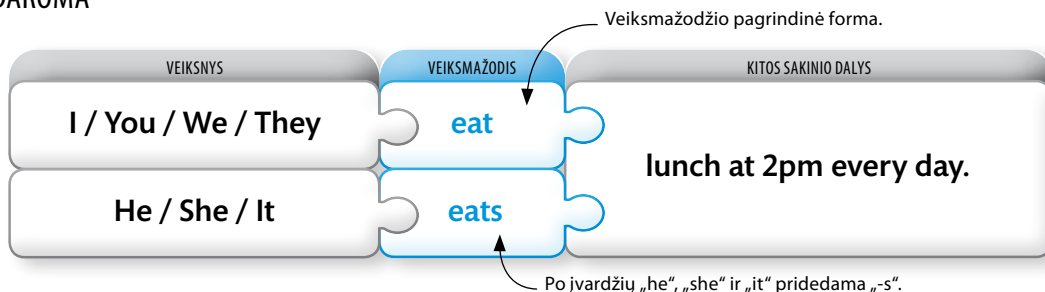 DAROMA
Veiksmažodžio pagrindinė forma.
VEIKSNYS VEIKSMAŽODIS KITOS SAKINIO DALYS
I / You / We / They eat
lunch at 2pm every day.
He / She / It eats
Po įvardžių „he“, „she“ ir „it“ pridedama „-s“.